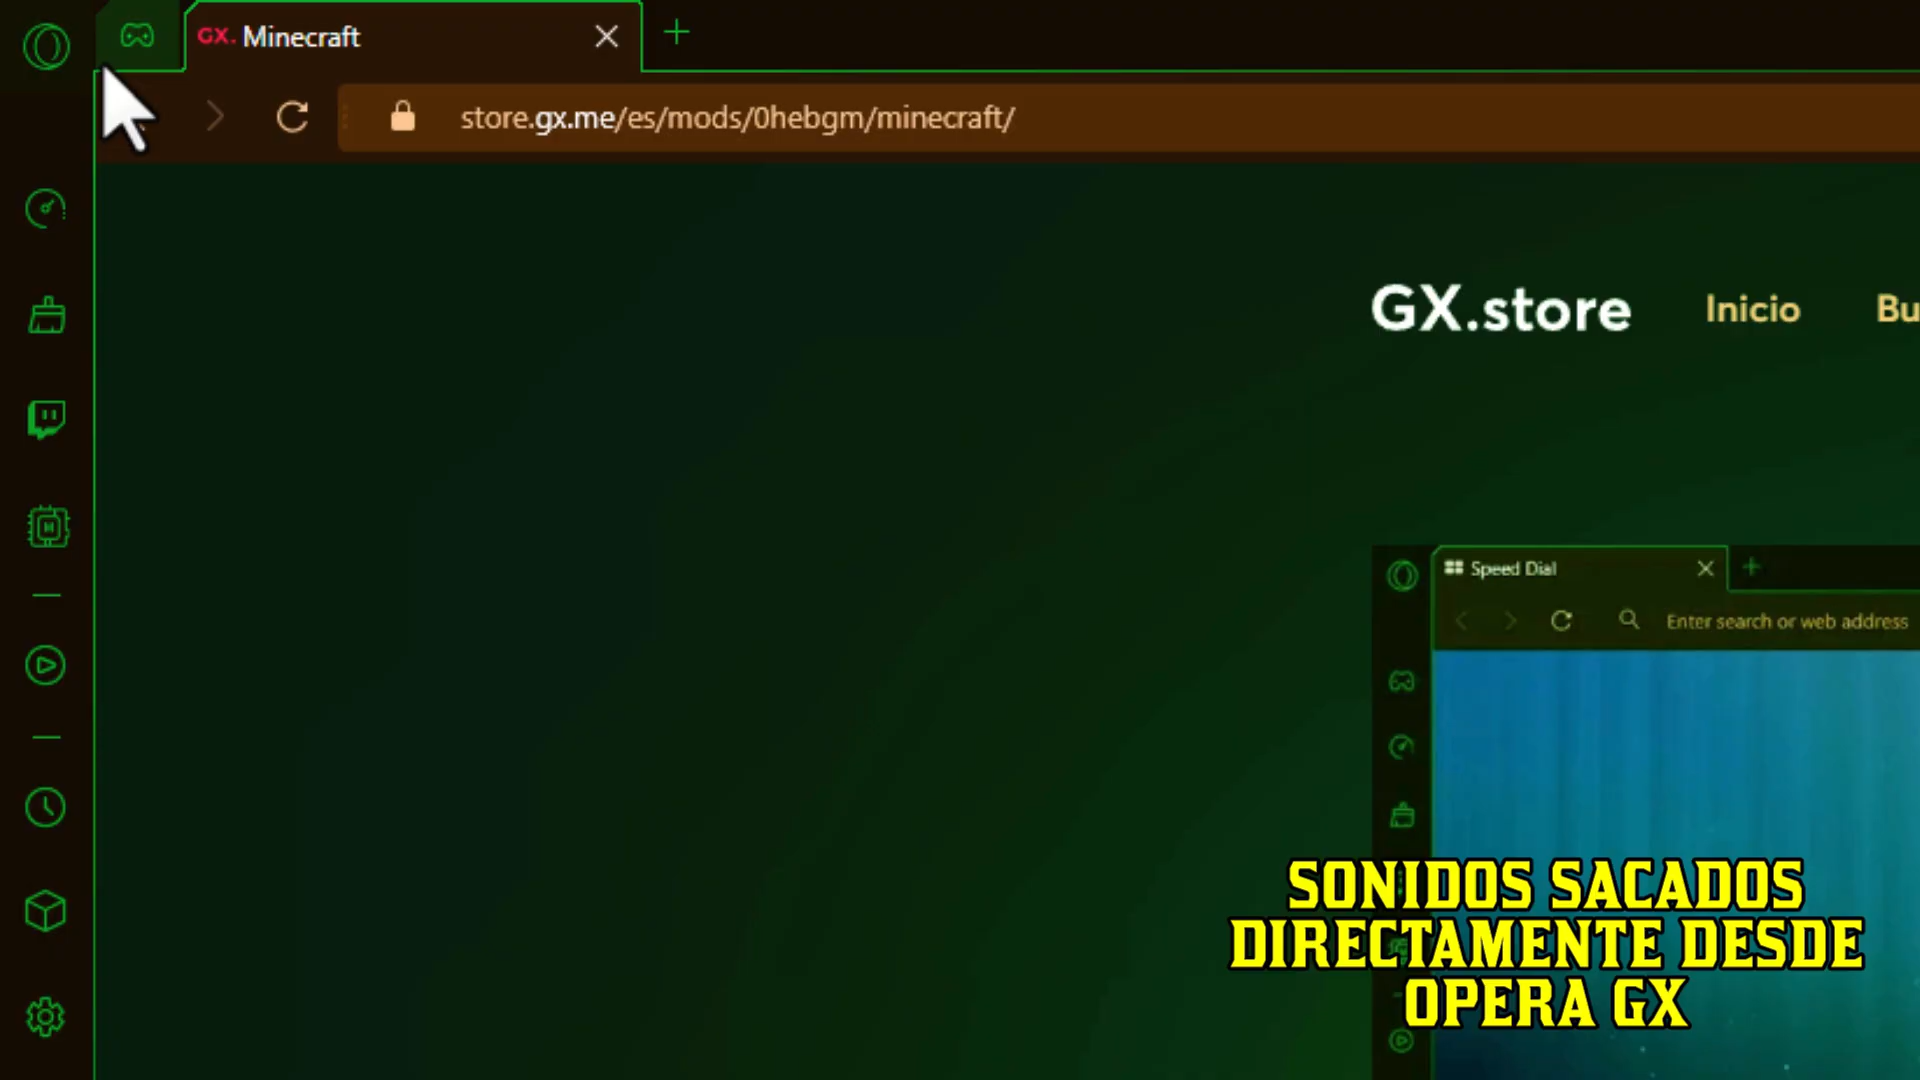 GX. Minecraft
store.gx.me/es/mods/0hebgm/minecraft/
GX.store Inicio Bu
Speed Dial
Enter search or web address
SONIDOS SACADOS
DIRECTAMENTE DESDE
OPERA GX